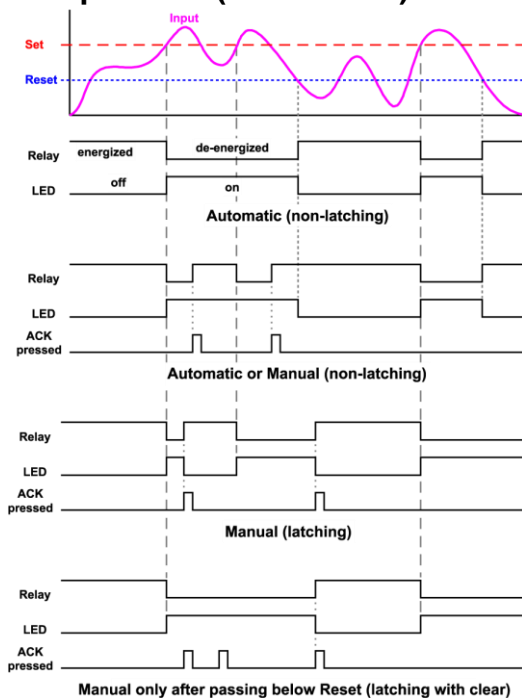 Input
Set
Reset
energized
de-energized
Relay
off
on
LED
Automatic (non-latching)
Relay
LED
ACK
pressed
Automatic or Manual (non-latching)
Relay
LED
ACK
pressed
Manual (latching)
Relay
LED
ACK
pressed
Manual only after passing below Reset (latching with clear)